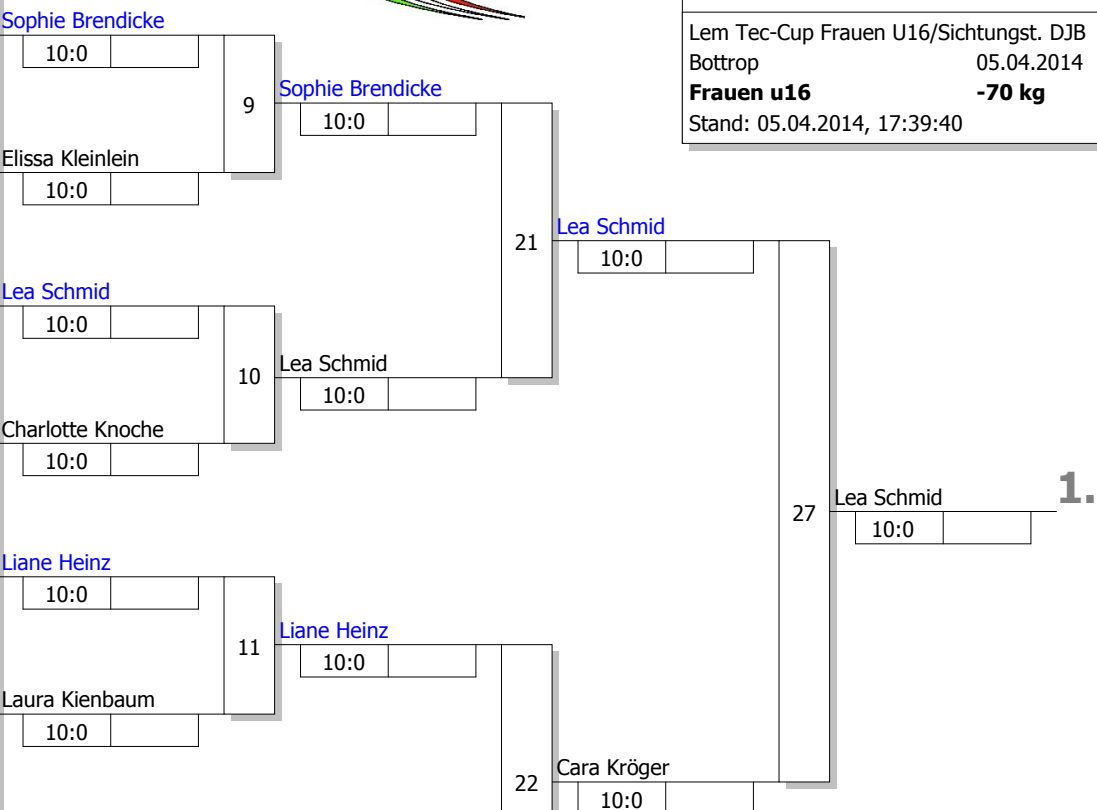 Sophie Brendicke
10:0
Lem Tec-Cup Frauen U16/Sichtungst. DJB
Bottrop 05.04.2014
Frauen u16 -70 kg
Stand: 05.04.2014, 17:39:40
9
Sophie Brendicke
10:0
Elissa Kleinlein
10:0
21
Lea Schmid
10:0
Lea Schmid
10:0
10
Lea Schmid
10:0
Charlotte Knoche
10:0
27
Lea Schmid
10:0
1.
Liane Heinz
10:0
11
Liane Heinz
10:0
Laura Kienbaum
10:0
22
Cara Kröger
10:0